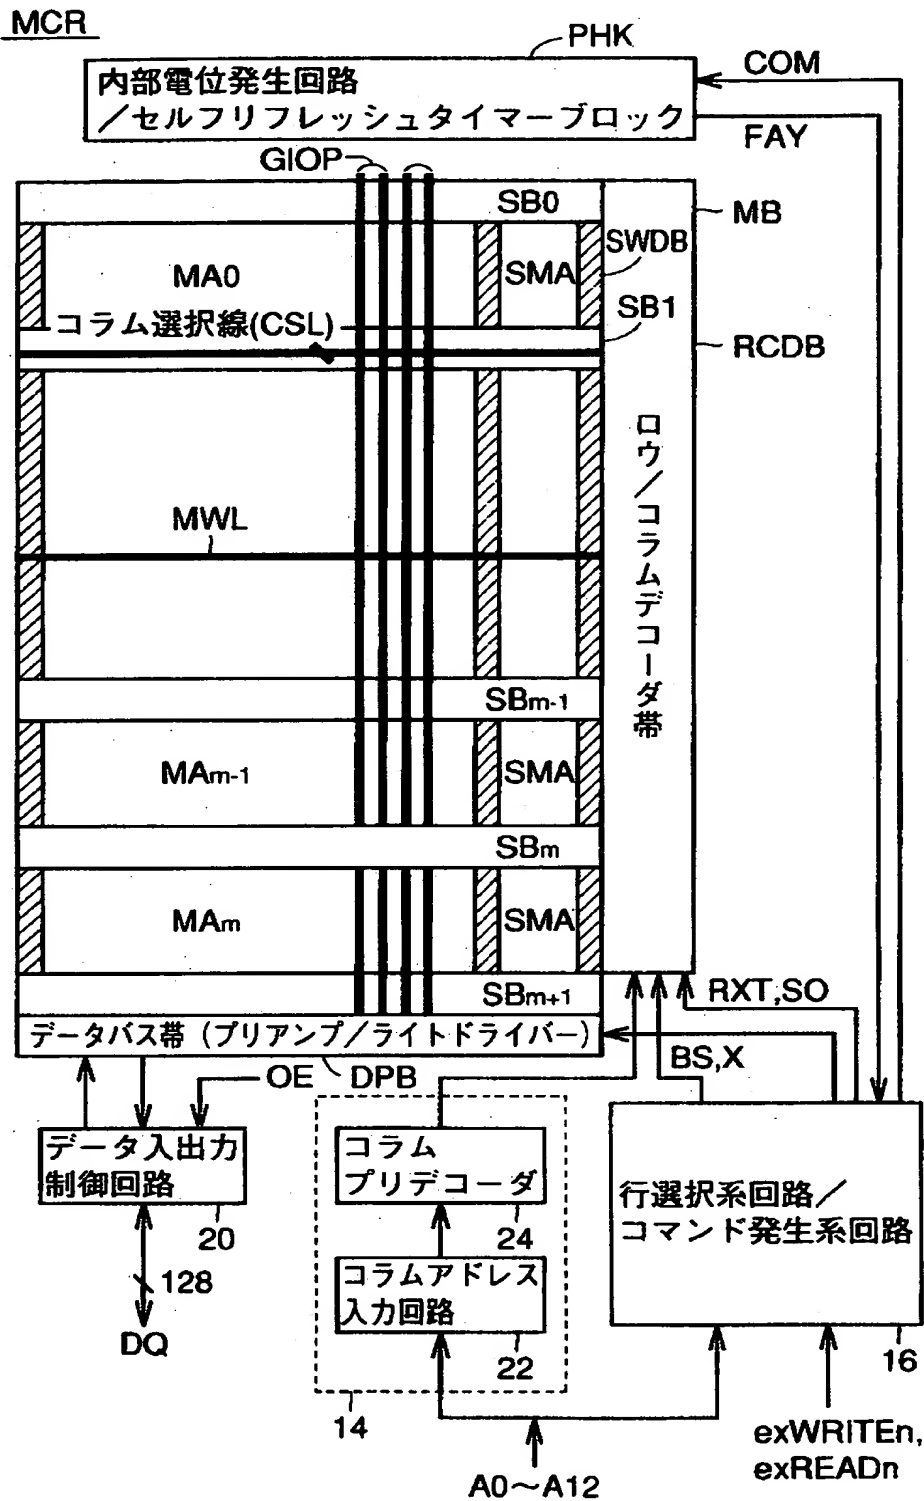 MCR
PHK
内部電位発生回路
／セルフリフレッシュタイマーブロック
COM
FAY
GIOP
SB0
MB
SWDB
MA0
SMA
コラム選択線(CSL)
SB1
RCDB
ロウ／コラムデコーダ帯
MWL
SBm-1
MAm-1
SMA
SBm
MAm
SMA
SBm+1
RXT,SO
データバス帯（プリアンプ／ライトドライバー）
BS,X
OE
DPB
データ入出力
制御回路
20
コラム
プリデコーダ
24
行選択系回路／
コマンド発生系回路
128
コラムアドレス
入力回路
22
DQ
16
14
exWRITEn,
exREADn
A0～A12